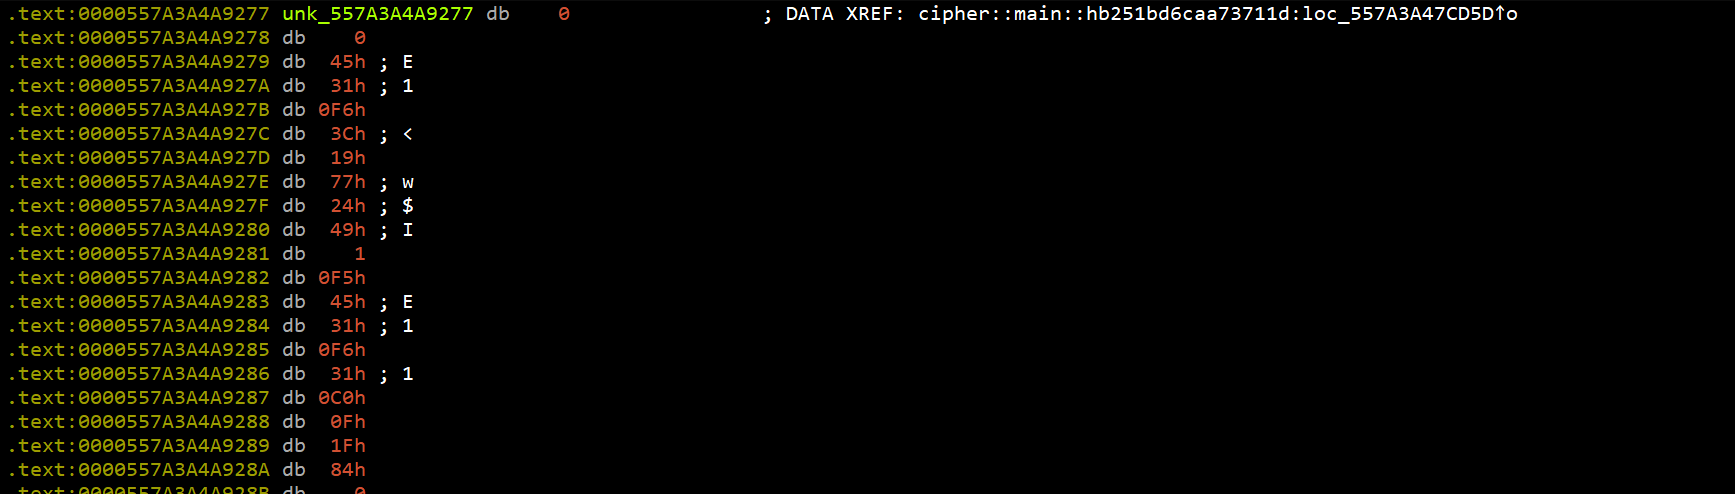 .text:0000557A3A4A9277 unk_557A3A4A9277 db 0 ; DATA XREF: cipher::main::hb251bd6caa73711d:loc_557A3A47CD5D↑o
.text:0000557A3A4A9278 db 0
.text:0000557A3A4A9279 db 45h ; E
.text:0000557A3A4A927A db 31h ; 1
.text:0000557A3A4A927B db 0F6h
.text:0000557A3A4A927C db 3Ch ; <
.text:0000557A3A4A927D db 19h
.text:0000557A3A4A927E db 77h ; w
.text:0000557A3A4A927F db 24h ; $
.text:0000557A3A4A9280 db 49h ; I
.text:0000557A3A4A9281 db 1
.text:0000557A3A4A9282 db 0F5h
.text:0000557A3A4A9283 db 45h ; E
.text:0000557A3A4A9284 db 31h ; 1
.text:0000557A3A4A9285 db 0F6h
.text:0000557A3A4A9286 db 31h ; 1
.text:0000557A3A4A9287 db 0C0h
.text:0000557A3A4A9288 db 0Fh
.text:0000557A3A4A9289 db 1Fh
.text:0000557A3A4A928A db 84h
.text:0000557A3A4A928B db 0